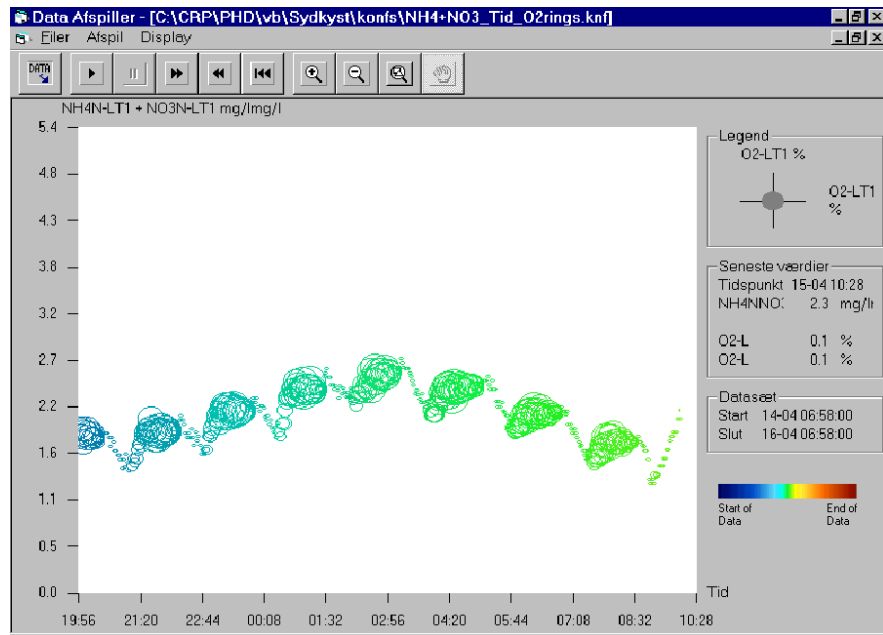 Data Afspiller - [C:\CRP\PHD\vb\Sydkyst\konfs\NH4+NO3_Tid_O2rings.knf]
Filer Afspil Display
DATA
NH4N-LT1 + NO3N-LT1 mg/lmg/l
5.4
4.8
4.3
3.8
3.2
2.7
2.2
1.6
1.1
0.5
0.0
19:56 21:20 22:44 00:08 01:32 02:56 04:20 05:44 07:08 08:32 10:28
Tid
Legend
O2-LT1 %
O2-LT1
%
Seneste værdier
Tidspunkt 15-04 10:28
NH4NNO: 2.3 mg/l
O2-L 0.1 %
O2-L 0.1 %
Datasæt
Start 14-04 06:58:00
Slut 16-04 06:58:00
Start of Data
End of Data